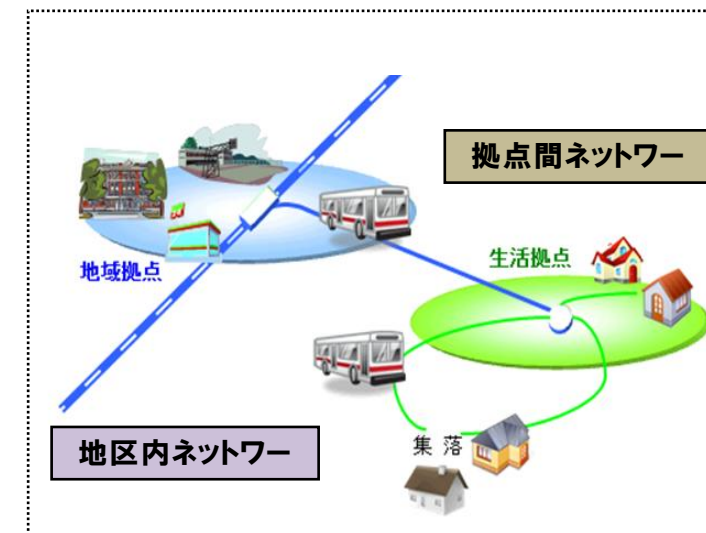 拠点間ネットワー
生活拠点
地域拠点
地区内ネットワー
集 落